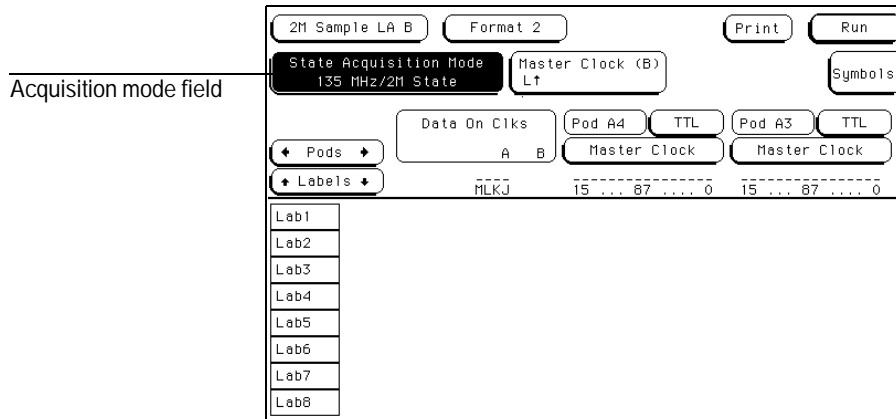 2M Sample LA B Format 2 Print Run
State Acquisition Mode
135 MHz/2M State
Master Clock (B)
L↑
Symbols
Acquisition mode field
Data On Clks
A B
Pod A4 TTL Pod A3 TTL
Master Clock Master Clock
← Pods →
↑ Labels ↓
MLKJ 15 ... 87 .... 0 15 ... 87 .... 0
Lab1
Lab2
Lab3
Lab4
Lab5
Lab6
Lab7
Lab8